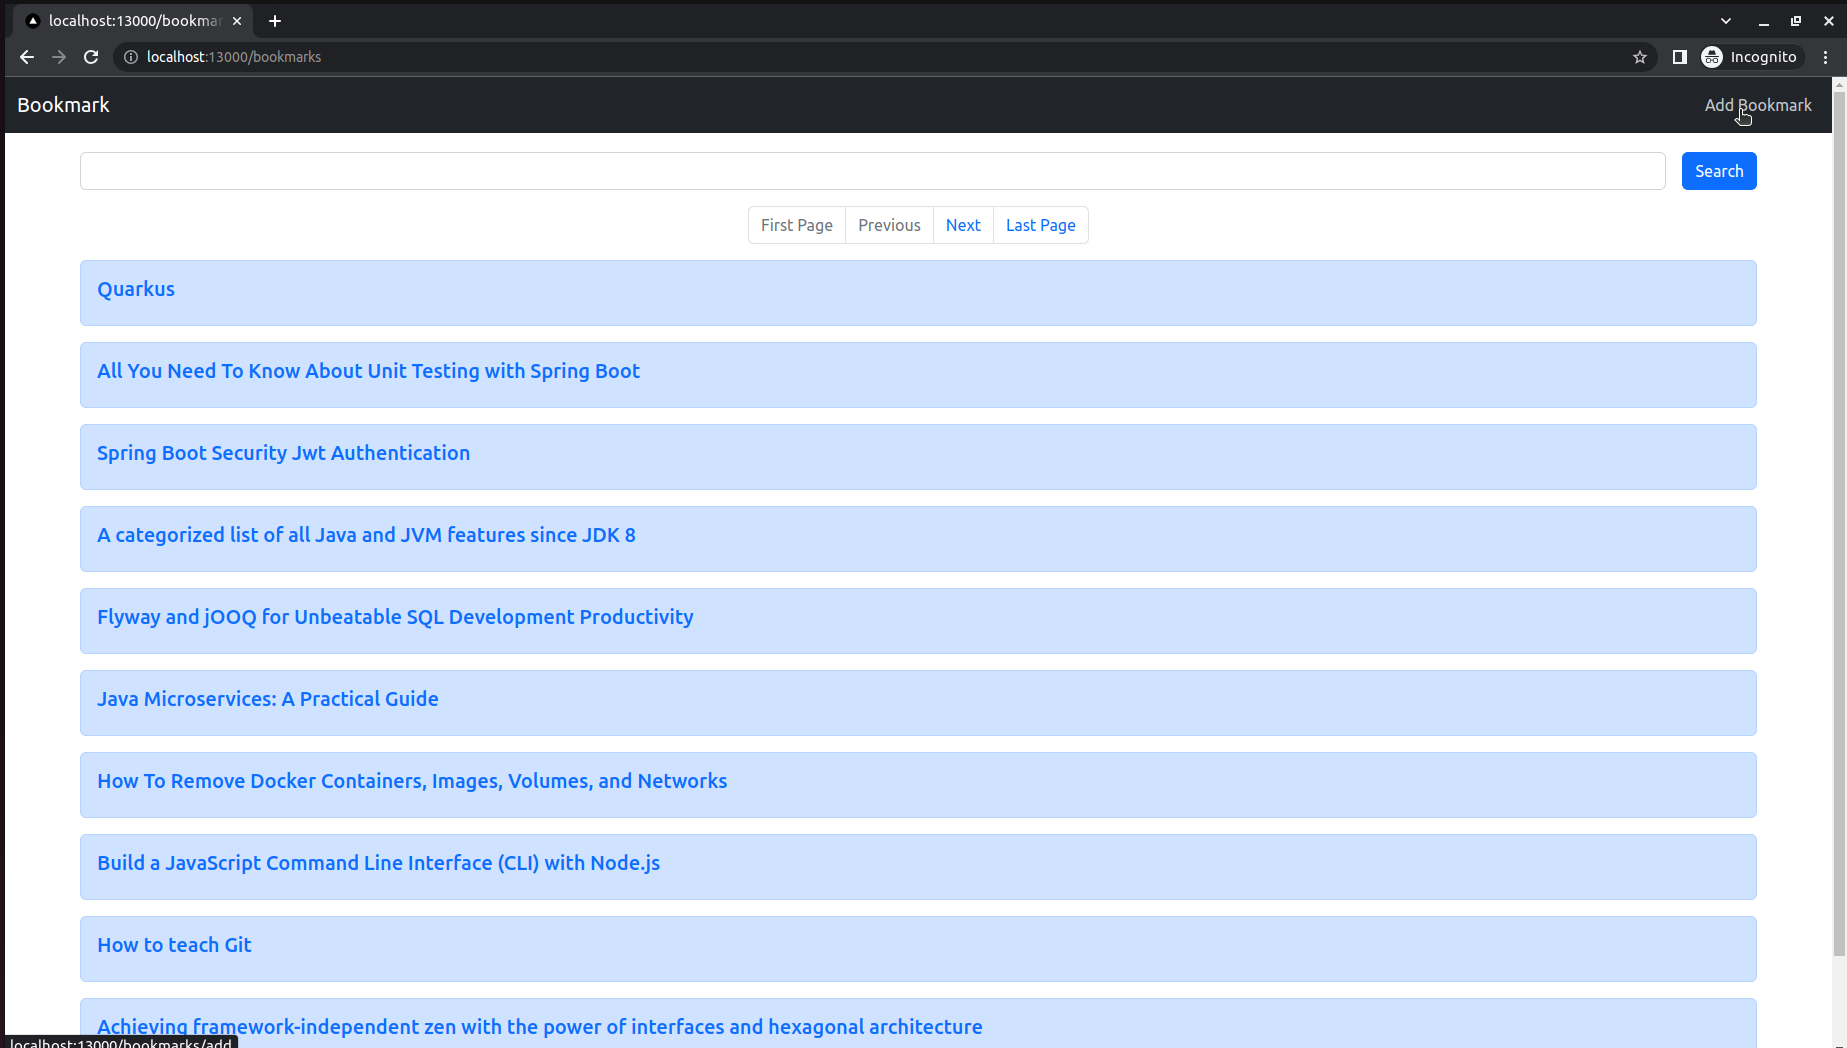 localhost:13000/bookmar
localhost:13000/bookmarks
Incognito
Bookmark
Add Bookmark
Search
First Page Previous Next Last Page
Quarkus
All You Need To Know About Unit Testing with Spring Boot
Spring Boot Security Jwt Authentication
A categorized list of all Java and JVM features since JDK 8
Flyway and jOOQ for Unbeatable SQL Development Productivity
Java Microservices: A Practical Guide
How To Remove Docker Containers, Images, Volumes, and Networks
Build a JavaScript Command Line Interface (CLI) with Node.js
How to teach Git
Achieving framework-independent zen with the power of interfaces and hexagonal architecture
localhost:13000/bookmarks/add